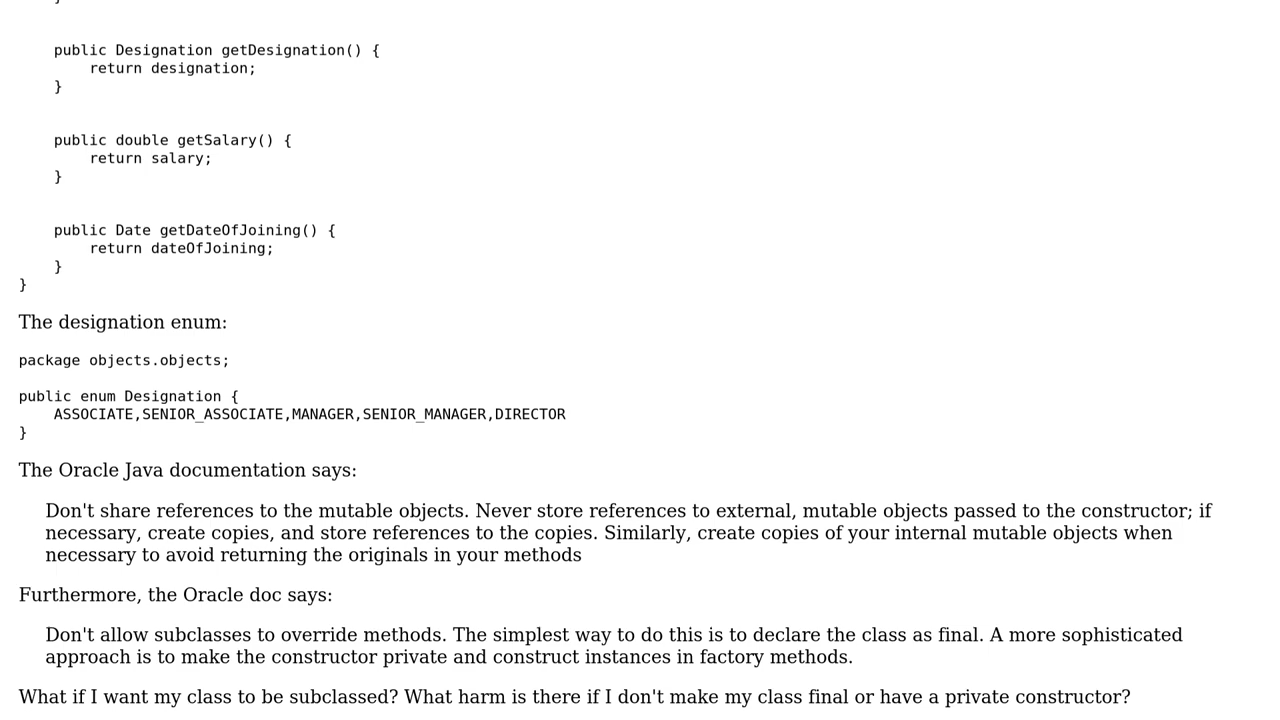 }
public Designation getDesignation() {
return designation;
}
public double getSalary() {
return salary;
}
public Date getDateOfJoining() {
return dateOfJoining;
}
}
The designation enum:
package objects.objects;
public enum Designation {
ASSOCIATE,SENIOR_ASSOCIATE,MANAGER,SENIOR_MANAGER,DIRECTOR
}
The Oracle Java documentation says:
Don't share references to the mutable objects. Never store references to external, mutable objects passed to the constructor; if
necessary, create copies, and store references to the copies. Similarly, create copies of your internal mutable objects when
necessary to avoid returning the originals in your methods
Furthermore, the Oracle doc says:
Don't allow subclasses to override methods. The simplest way to do this is to declare the class as final. A more sophisticated
approach is to make the constructor private and construct instances in factory methods.
What if I want my class to be subclassed? What harm is there if I don't make my class final or have a private constructor?